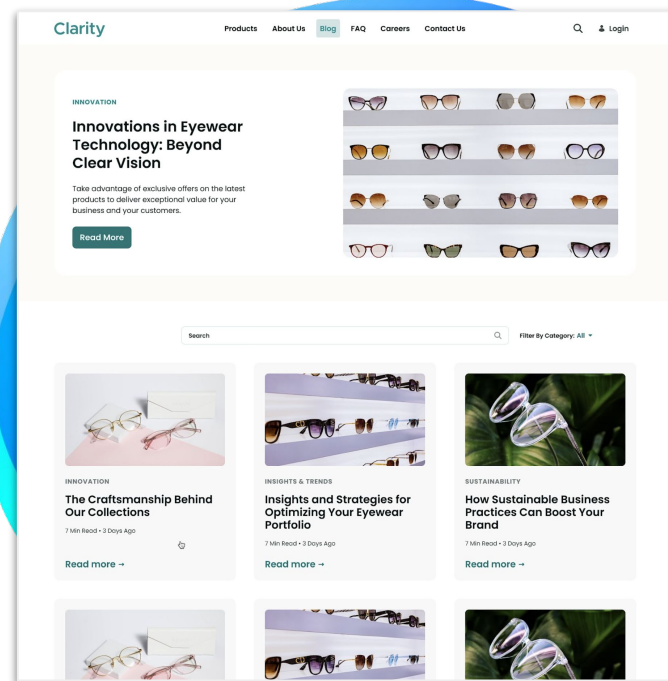 Clarity
Products About Us Blog FAQ Careers Contact Us Login
INNOVATION
Innovations in Eyewear
Technology: Beyond
Clear Vision
Take advantage of exclusive offers on the latest
products to deliver exceptional value for your
business and your customers.
Read More
Search
Filter By Category: All
INNOVATION
The Craftsmanship Behind
Our Collections
7 Min Read • 3 Days Ago
Read more →
INSIGHTS & TRENDS
Insights and Strategies for
Optimizing Your Eyewear
Portfolio
7 Min Read • 3 Days Ago
Read more →
SUSTAINABILITY
How Sustainable Business
Practices Can Boost Your
Brand
7 Min Read • 3 Days Ago
Read more →